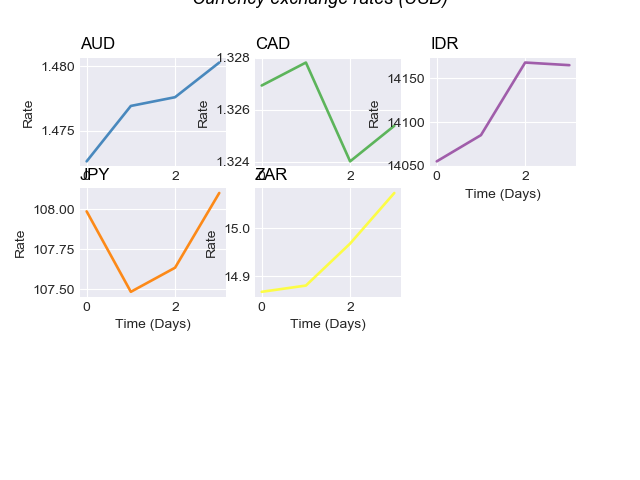 Currency exchange rates (USD)
AUD
CAD
IDR
1.480
1.475
Rate
0
2
1.328
1.326
1.324
Rate
0
2
14150
14100
14050
Rate
0
2
Time (Days)
JPY
ZAR
108.00
107.75
107.50
Rate
0
2
Time (Days)
15.0
14.9
Rate
0
2
Time (Days)